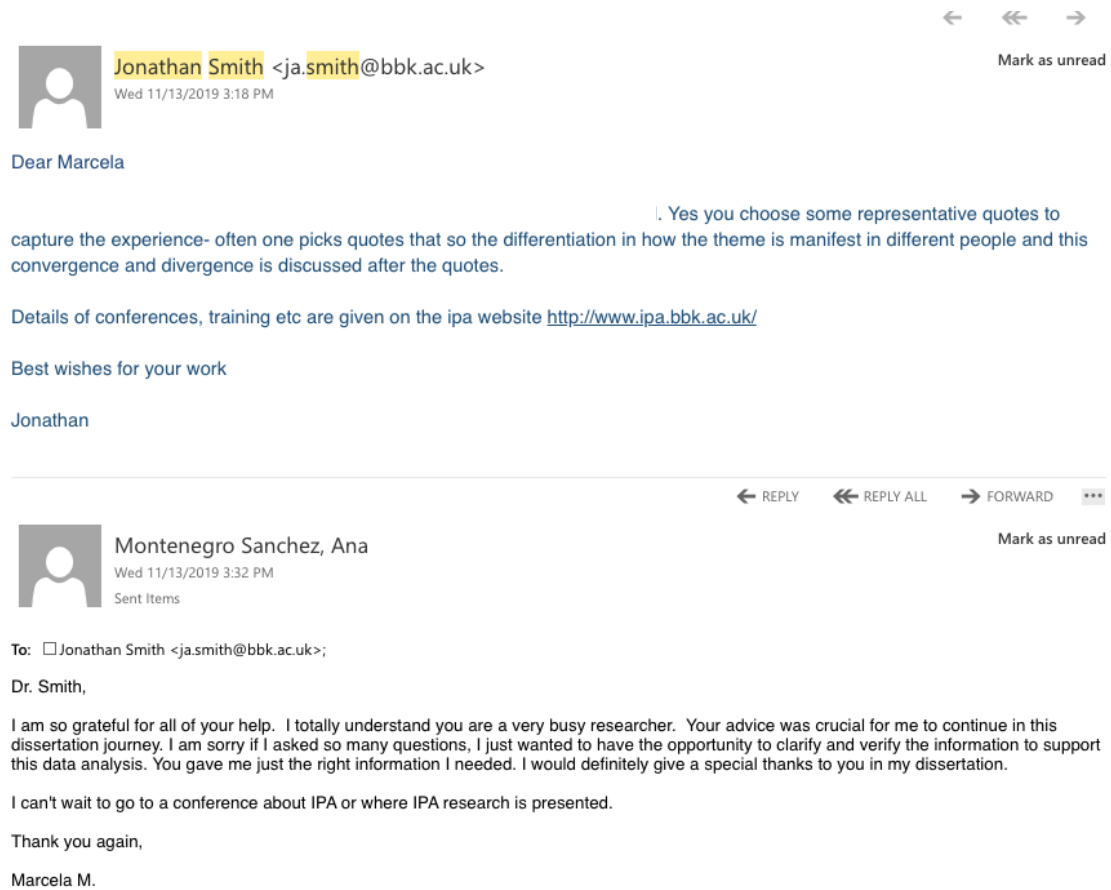 Jonathan Smith <ja.smith@bbk.ac.uk>
Mark as unread
Wed 11/13/2019 3:18 PM
Dear Marcela
. Yes you choose some representative quotes to
capture the experience- often one picks quotes that so the differentiation in how the theme is manifest in different people and this
convergence and divergence is discussed after the quotes.
Details of conferences, training etc are given on the ipa website http://www.ipa.bbk.ac.uk/
Best wishes for your work
Jonathan
REPLY REPLY ALL FORWARD ...
Montenegro Sanchez, Ana
Mark as unread
Wed 11/13/2019 3:32 PM
Sent Items
To: Jonathan Smith <ja.smith@bbk.ac.uk>;
Dr. Smith,
I am so grateful for all of your help. I totally understand you are a very busy researcher. Your advice was crucial for me to continue in this
dissertation journey. I am sorry if I asked so many questions, I just wanted to have the opportunity to clarify and verify the information to support
this data analysis. You gave me just the right information I needed. I would definitely give a special thanks to you in my dissertation.
I can't wait to go to a conference about IPA or where IPA research is presented.
Thank you again,
Marcela M.